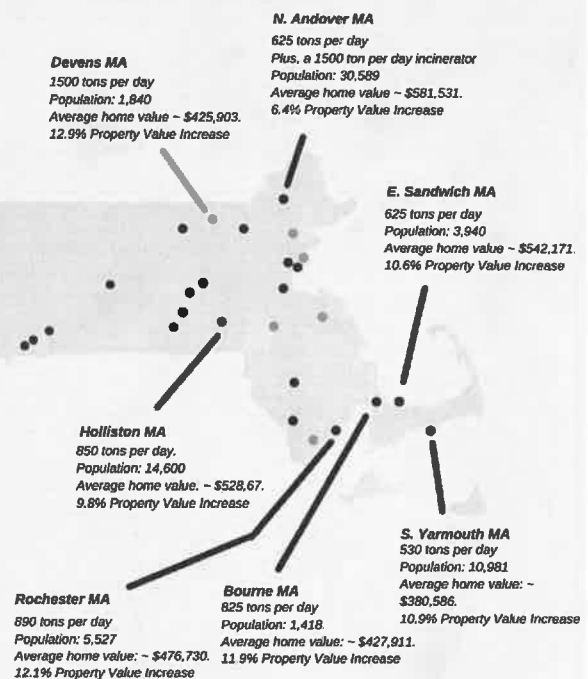 N. Andover MA
625 tons per day
Plus, a 1500 ton per day incinerator
Population: 30,589
Average home value ~ $581,531.
6.4% Property Value Increase
Devens MA
1500 tons per day
Population: 1,840
Average home value ~ $425,903.
12.9% Property Value Increase
E. Sandwich MA
625 tons per day
Population: 3,940
Average home value ~ $542,171.
10.6% Property Value Increase
Holliston MA
850 tons per day.
Population: 14,600
Average home value. ~ $528,67.
9.8% Property Value Increase
S. Yarmouth MA
530 tons per day
Population: 10,981
Average home value: ~
$380,586.
10.9% Property Value Increase
Rochester MA
890 tons per day
Population: 5,527
Average home value: ~ $476,730.
12.1% Property Value Increase
Bourne MA
825 tons per day
Population: 1,418.
Average home value: ~ $427,911.
11 9% Property Value Increase